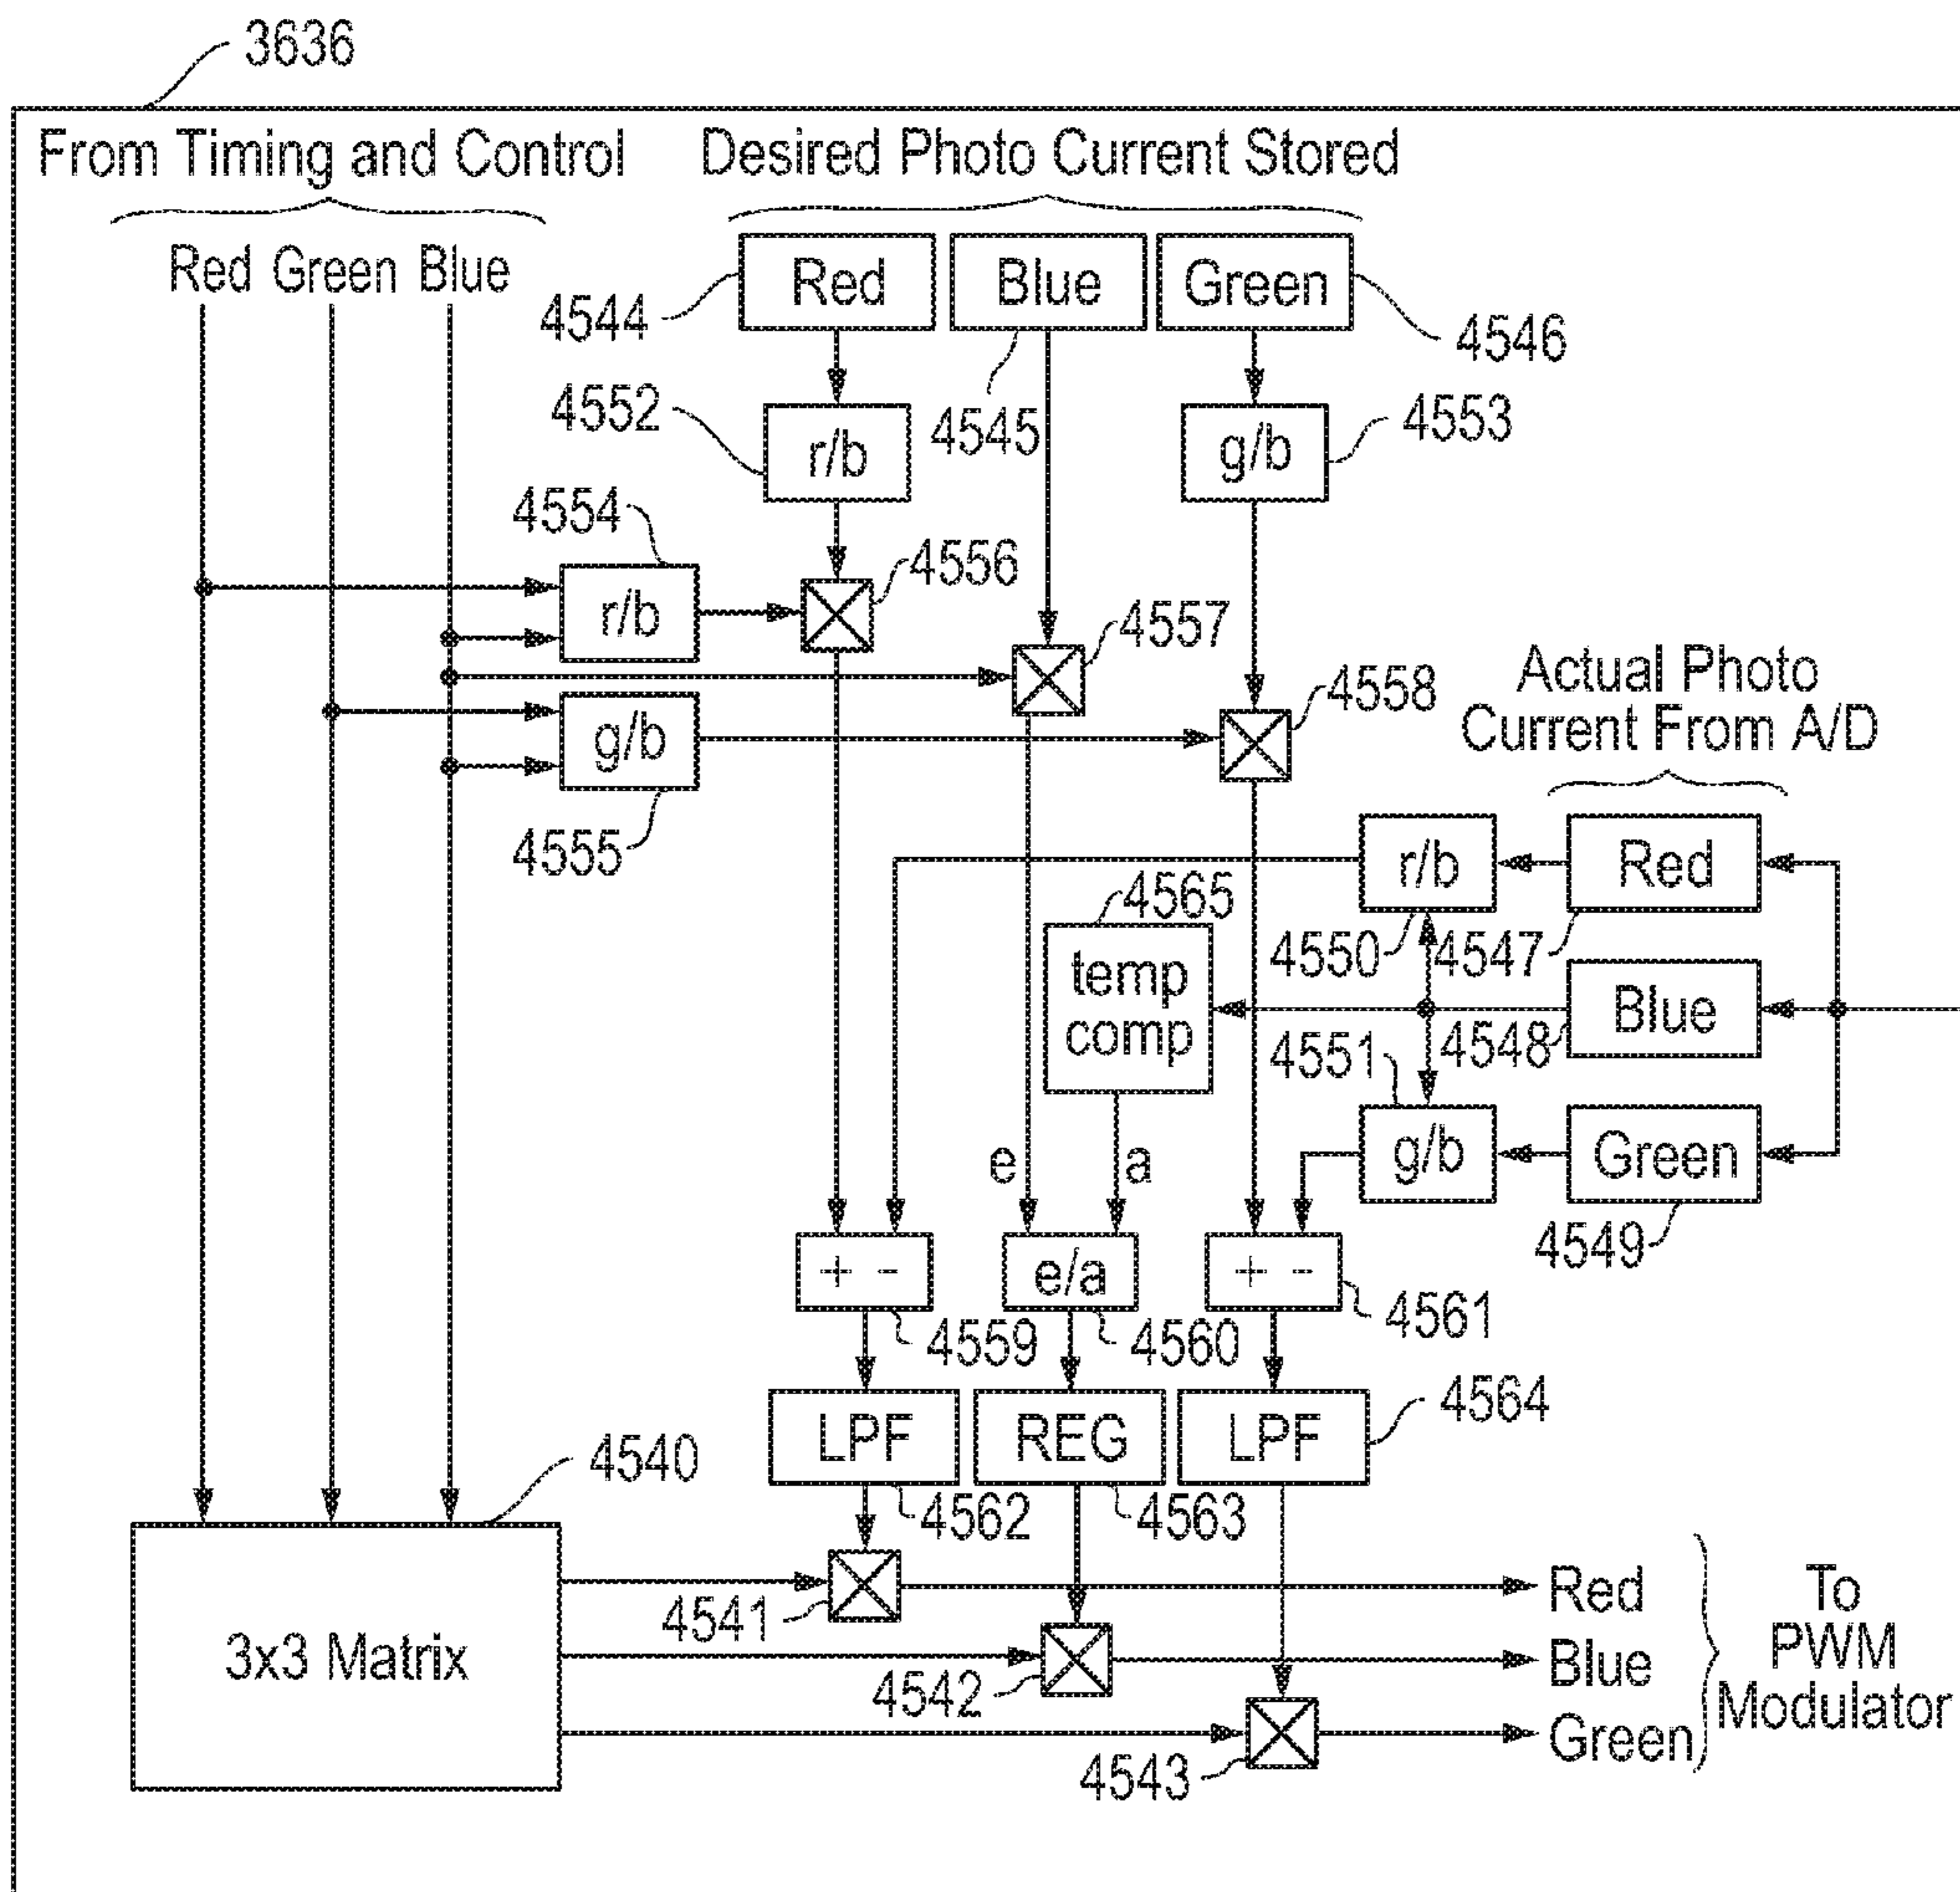 3636
From Timing and Control
Desired Photo Current Stored
Red Green Blue
Red
Blue
Green
4544
4546
4552
r/b
4545
g/b
4553
4554
r/b
4556
4557
g/b
4558
4555
Actual Photo
Current From A/D
r/b
Red
4565
4550
4547
temp
comp
Blue
4551
4548
e
a
g/b
Green
4549
+ -
e/a
+ -
4559
4560
4561
LPF
REG
LPF
4564
4540
4562
4563
3x3 Matrix
4541
4542
4543
Red
Blue
Green
To
PWM
Modulator